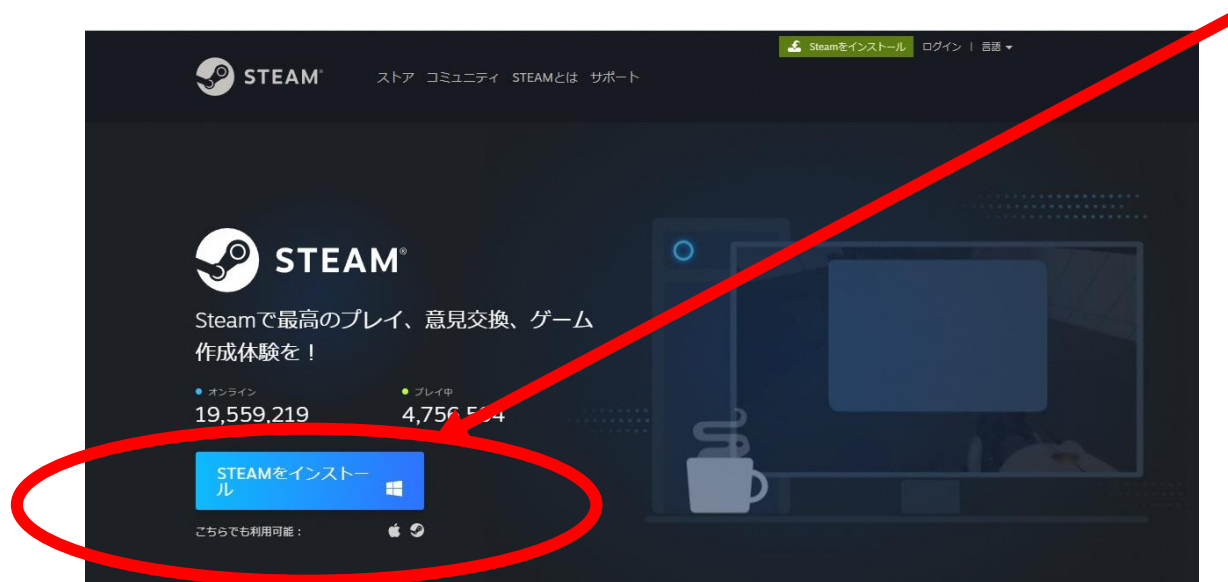 Steamをインストール ログイン | 言語
STEAM® ストア コミュニティ STEAMとは サポート
STEAM®
Steamで最高のプレイ、意見交換、ゲーム
作成体験を！
オンライン プレイ中
19,559,219
STEAMをインストー
ル
こちらでも利用可能：